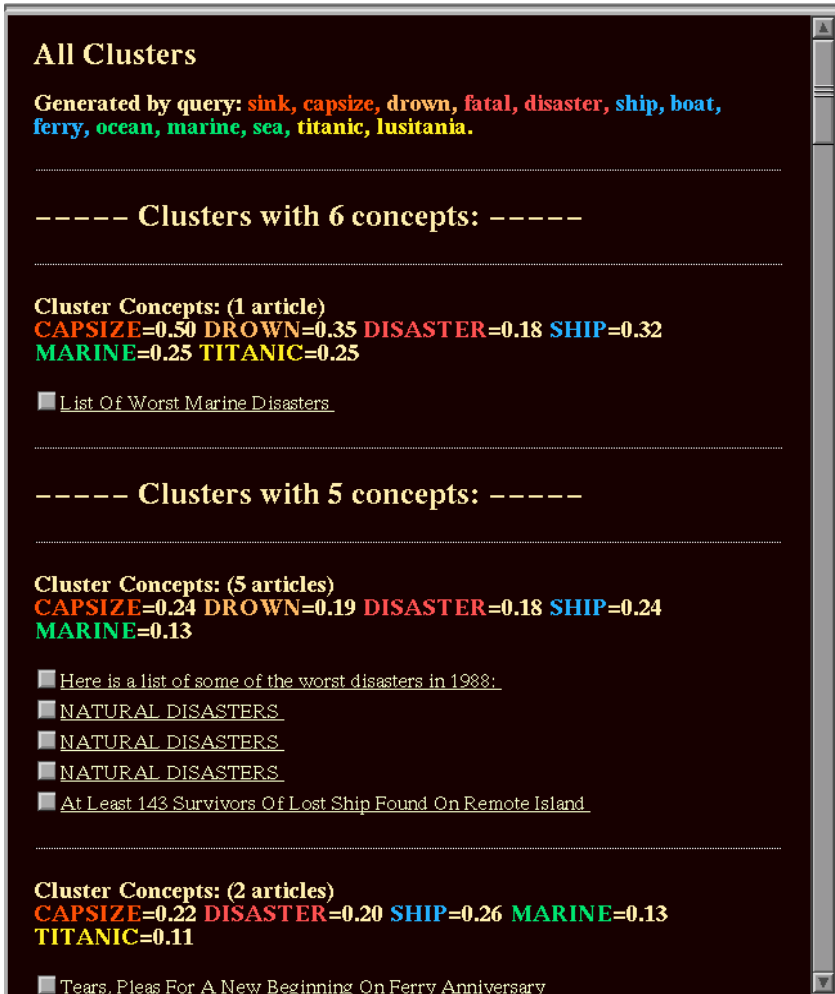 All Clusters
Generated by query: sink, capsize, drown, fatal, disaster, ship, boat,
ferry, ocean, marine, sea, titanic, lusitania.
----- Clusters with 6 concepts: -----
Cluster Concepts: (1 article)
CAPSIZE=0.50 DROWN=0.35 DISASTER=0.18 SHIP=0.32
MARINE=0.25 TITANIC=0.25
List Of Worst Marine Disasters
----- Clusters with 5 concepts: -----
Cluster Concepts: (5 articles)
CAPSIZE=0.24 DROWN=0.19 DISASTER=0.18 SHIP=0.24
MARINE=0.13
Here is a list of some of the worst disasters in 1988:
NATURAL DISASTERS
NATURAL DISASTERS
NATURAL DISASTERS
At Least 143 Survivors Of Lost Ship Found On Remote Island
Cluster Concepts: (2 articles)
CAPSIZE=0.22 DISASTER=0.20 SHIP=0.26 MARINE=0.13
TITANIC=0.11
Tears, Pleas For A New Beginning On Ferry Anniversary